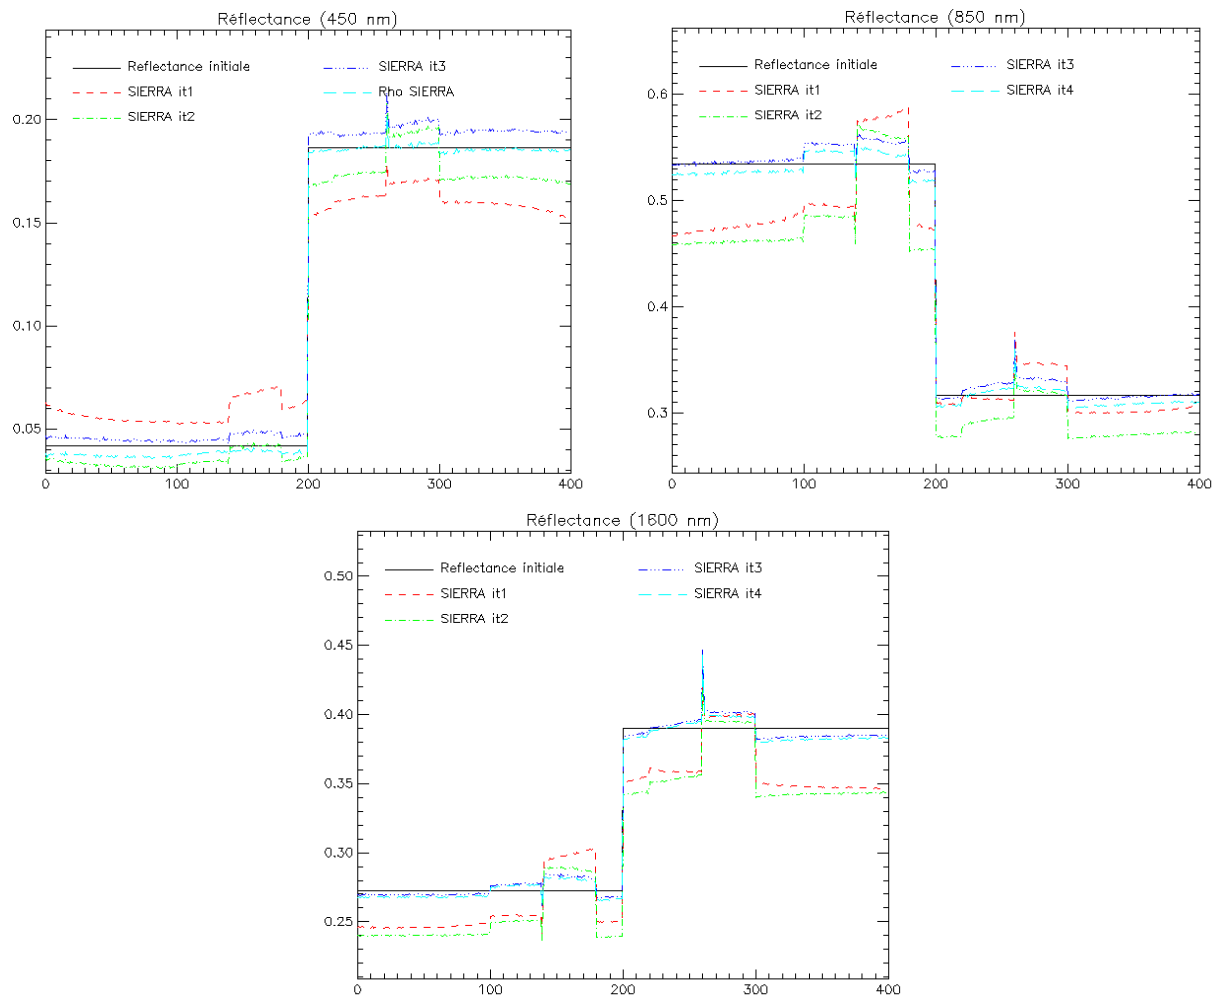 Réflectance (450 nm)
Reflectance initiale
SIERRA it1
SIERRA it2
SIERRA it3
Rho SIERRA
0.20
0.15
0.10
0.05
0 100 200 300 400
Réflectance (850 nm)
Reflectance initiale
SIERRA it1
SIERRA it2
SIERRA it3
SIERRA it4
0.6
0.5
0.4
0.3
0 100 200 300 400
Réflectance (1600 nm)
Reflectance initiale
SIERRA it1
SIERRA it2
SIERRA it3
SIERRA it4
0.50
0.45
0.40
0.35
0.30
0.25
0 100 200 300 400